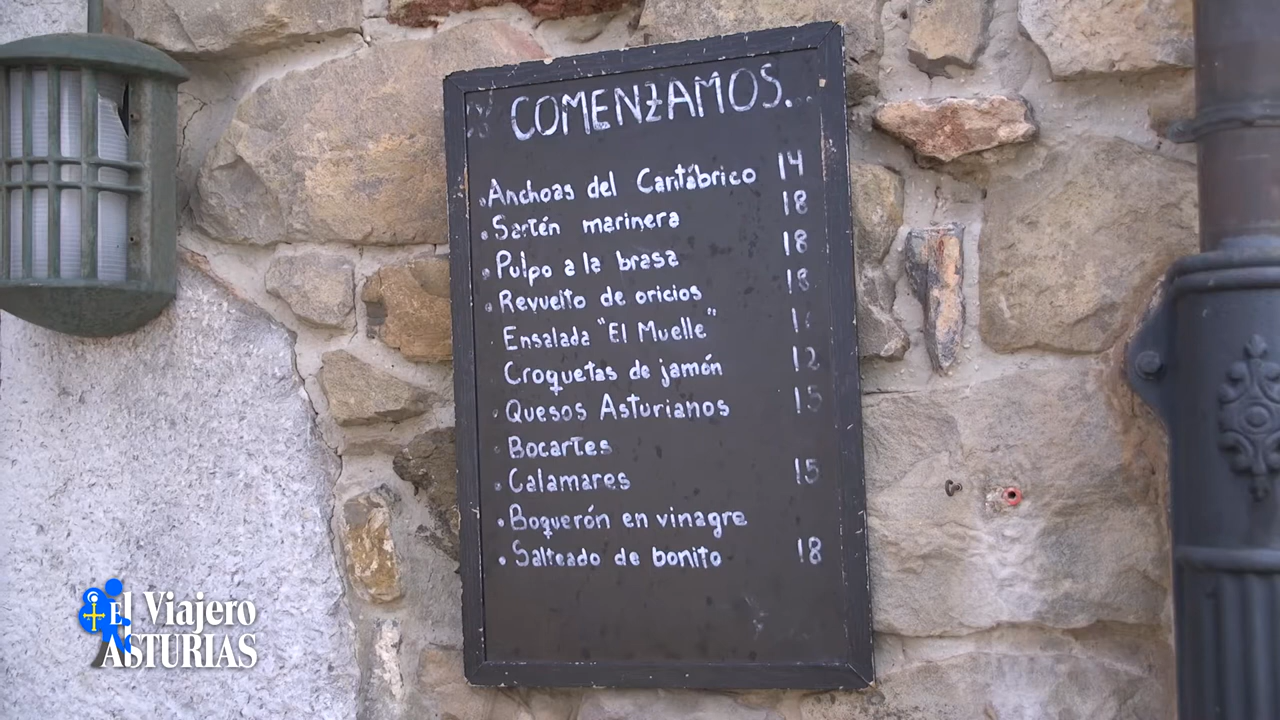 COMENZAMOS.
Anchoas del Cantábrico 14
Sartén marinera 18
Pulpo a la brasa 18
Revuelto de oricios 18
Ensalada "El Muelle"
Croquetas de jamón 12
Quesos Asturianos 15
Bocartes
Calamares 15
Boquerón en vinagre
Salteado de bonito 18
El Viajero
ASTURIAS